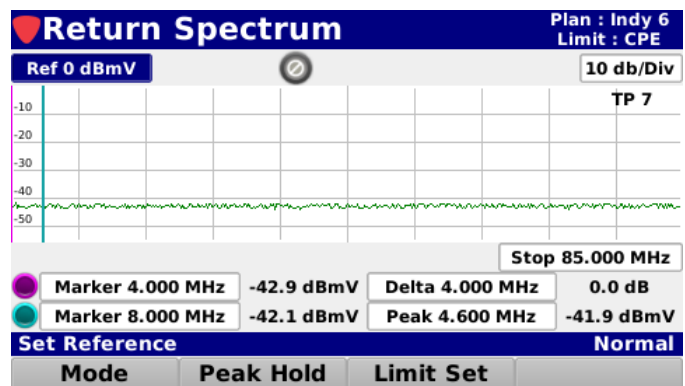 Return Spectrum
Plan : Indy 6
Limit : CPE
Ref 0 dBmV
10 db/Div
TP 7
-10
-20
-30
-40
-50
Stop 85.000 MHz
Marker 4.000 MHz -42.9 dBmV Delta 4.000 MHz 0.0 dB
Marker 8.000 MHz -42.1 dBmV Peak 4.600 MHz -41.9 dBmV
Set Reference Normal
Mode Peak Hold Limit Set